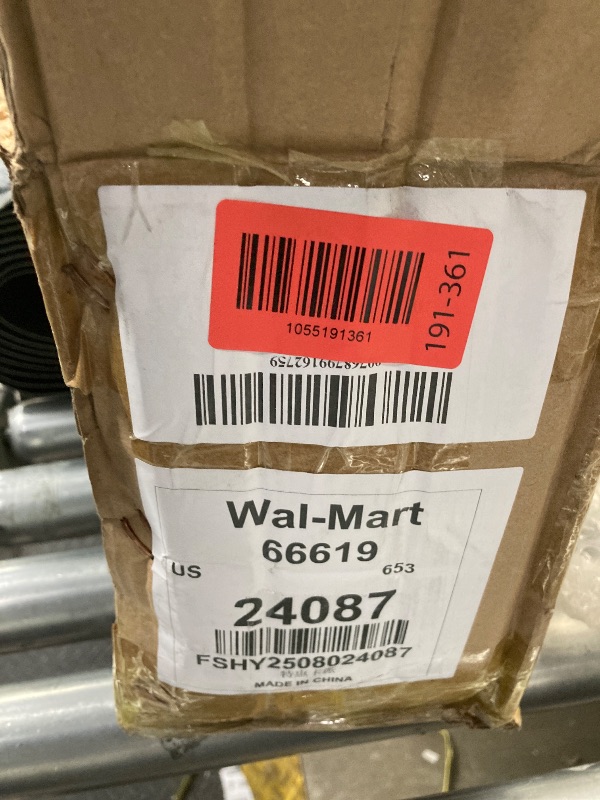 1055191361
191-361
Wal-Mart
66619
US
653
24087
FSHY2508024087
MADE IN CHINA